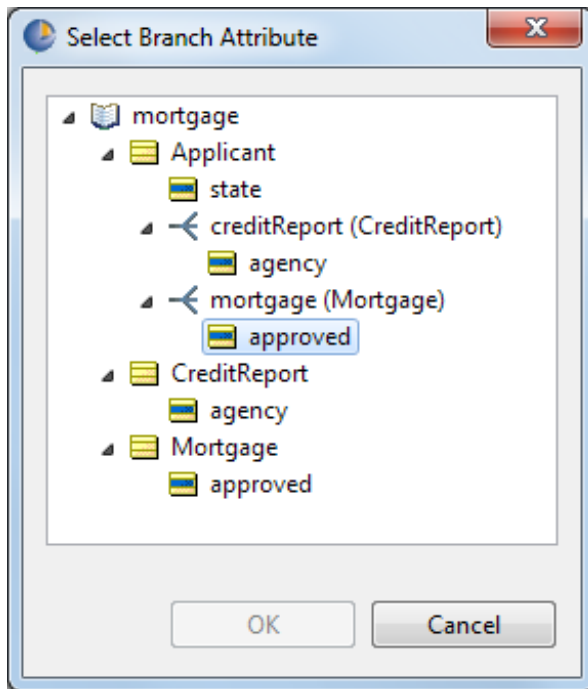 Select Branch Attribute
mortgage
Applicant
state
creditReport (CreditReport)
agency
mortgage (Mortgage)
approved
CreditReport
agency
Mortgage
approved
OK
Cancel